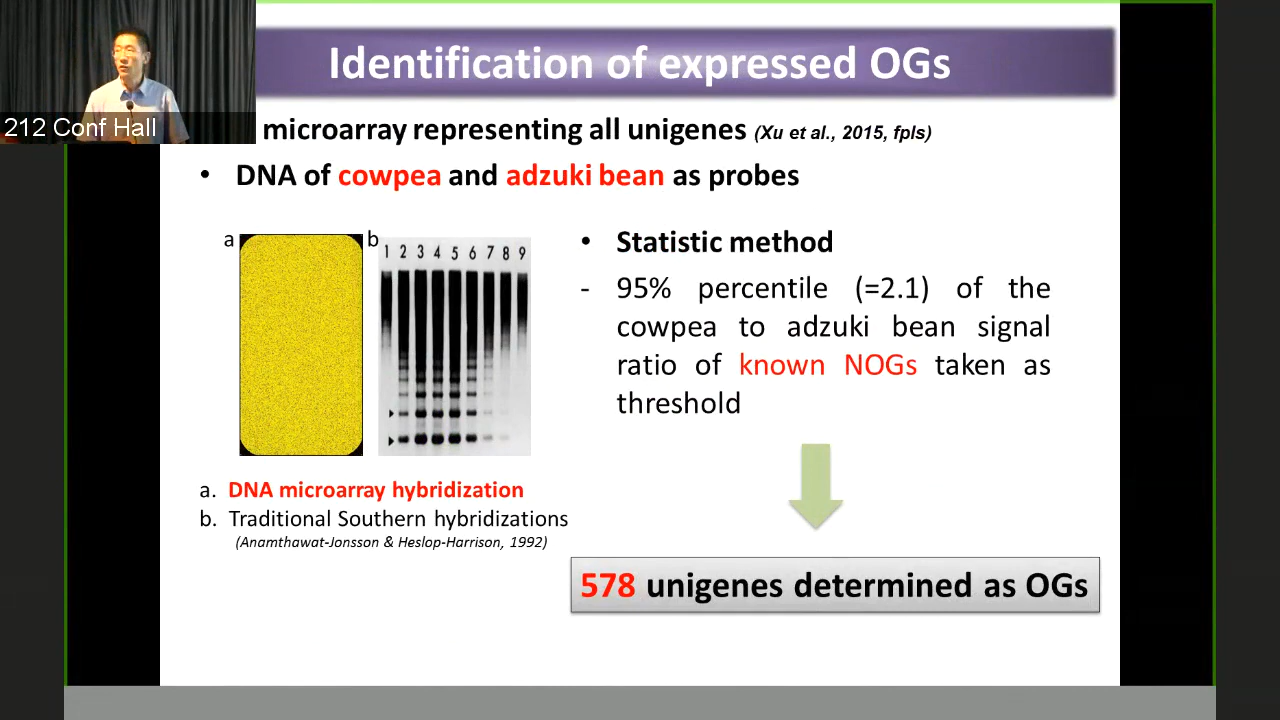 Identification of expressed OGs
212 Conf Hall
microarray representing all unigenes (Xu et al., 2015, fpls)
• DNA of cowpea and adzuki bean as probes
a
b
1 2 3 4 5 6 7 8 9
• Statistic method
- 95% percentile (=2.1) of the
cowpea to adzuki bean signal
ratio of known NOGs taken as
threshold
a. DNA microarray hybridization
b. Traditional Southern hybridizations
(Anamthawat-Jonsson & Heslop-Harrison, 1992)
578 unigenes determined as OGs